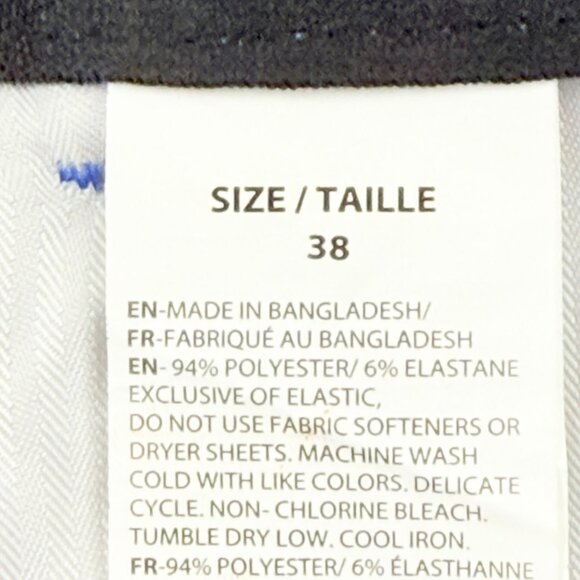 SIZE / TAILLE
38
EN-MADE IN BANGLADESH/
FR-FABRIQUÉ AU BANGLADESH
EN- 94% POLYESTER/ 6% ELASTANE
EXCLUSIVE OF ELASTIC,
DO NOT USE FABRIC SOFTENERS OR
DRYER SHEETS. MACHINE WASH
COLD WITH LIKE COLORS. DELICATE
CYCLE. NON- CHLORINE BLEACH.
TUMBLE DRY LOW. COOL IRON.
FR-94% POLYESTER/ 6% ÉLASTHANNE